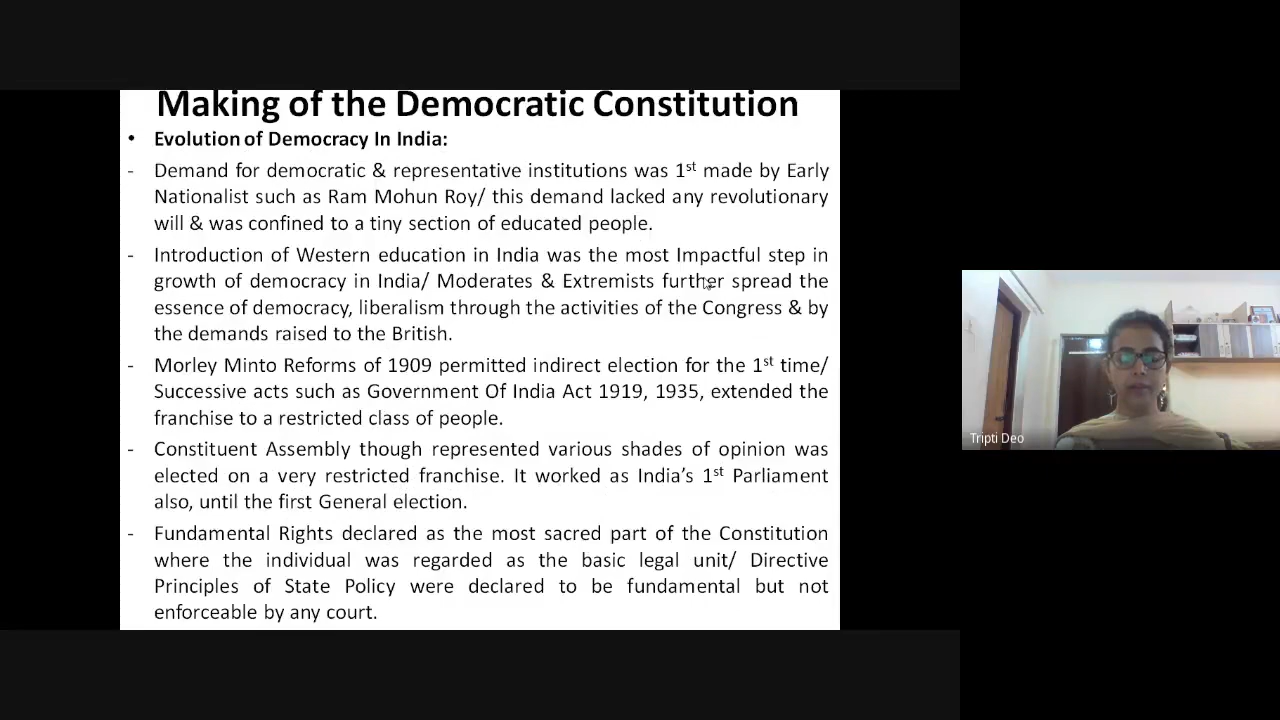 Making of the Democratic Constitution
• Evolution of Democracy In India:
- Demand for democratic & representative institutions was 1st made by Early
Nationalist such as Ram Mohun Roy/ this demand lacked any revolutionary
will & was confined to a tiny section of educated people.
- Introduction of Western education in India was the most Impactful step in
growth of democracy in India/ Moderates & Extremists further spread the
essence of democracy, liberalism through the activities of the Congress & by
the demands raised to the British.
- Morley Minto Reforms of 1909 permitted indirect election for the 1st time/
Successive acts such as Government Of India Act 1919, 1935, extended the
franchise to a restricted class of people.
- Constituent Assembly though represented various shades of opinion was
elected on a very restricted franchise. It worked as India’s 1st Parliament
also, until the first General election.
- Fundamental Rights declared as the most sacred part of the Constitution
where the individual was regarded as the basic legal unit/ Directive
Principles of State Policy were declared to be fundamental but not
enforceable by any court.
Tripti Deo